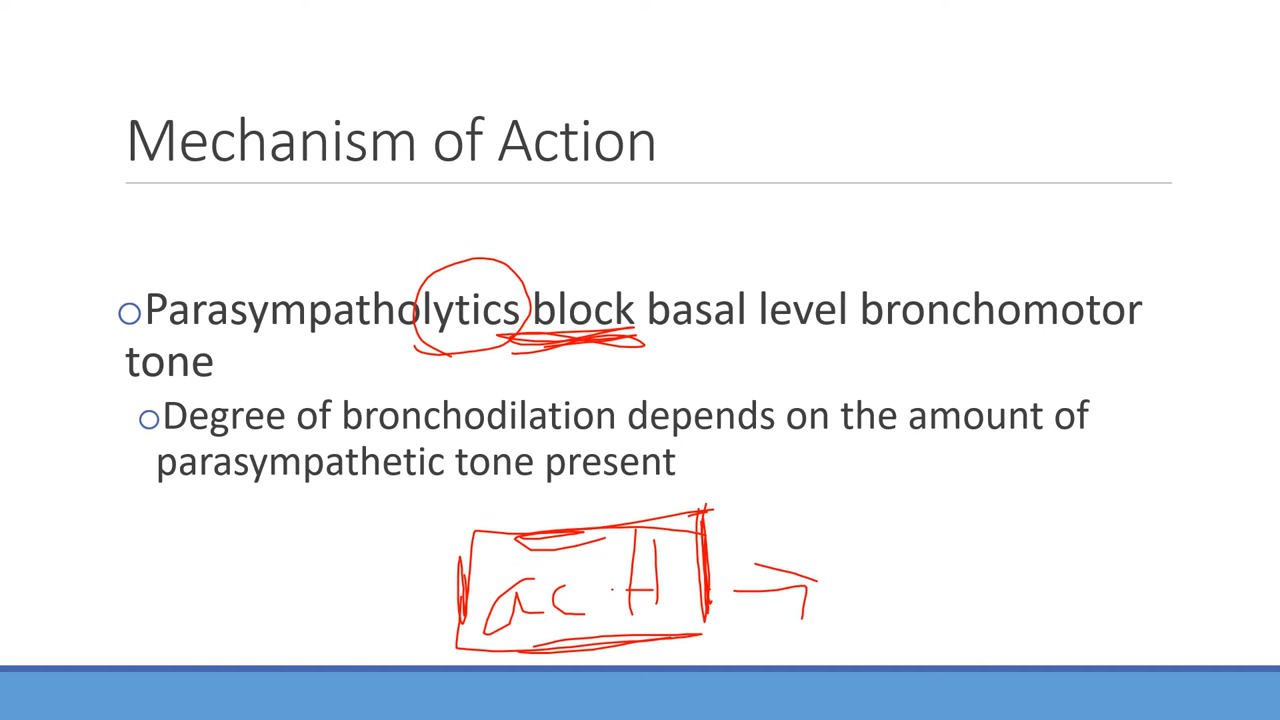 Mechanism of Action
Parasympatholytics block basal level bronchomotor
tone
Degree of bronchodilation depends on the amount of
parasympathetic tone present
ac H